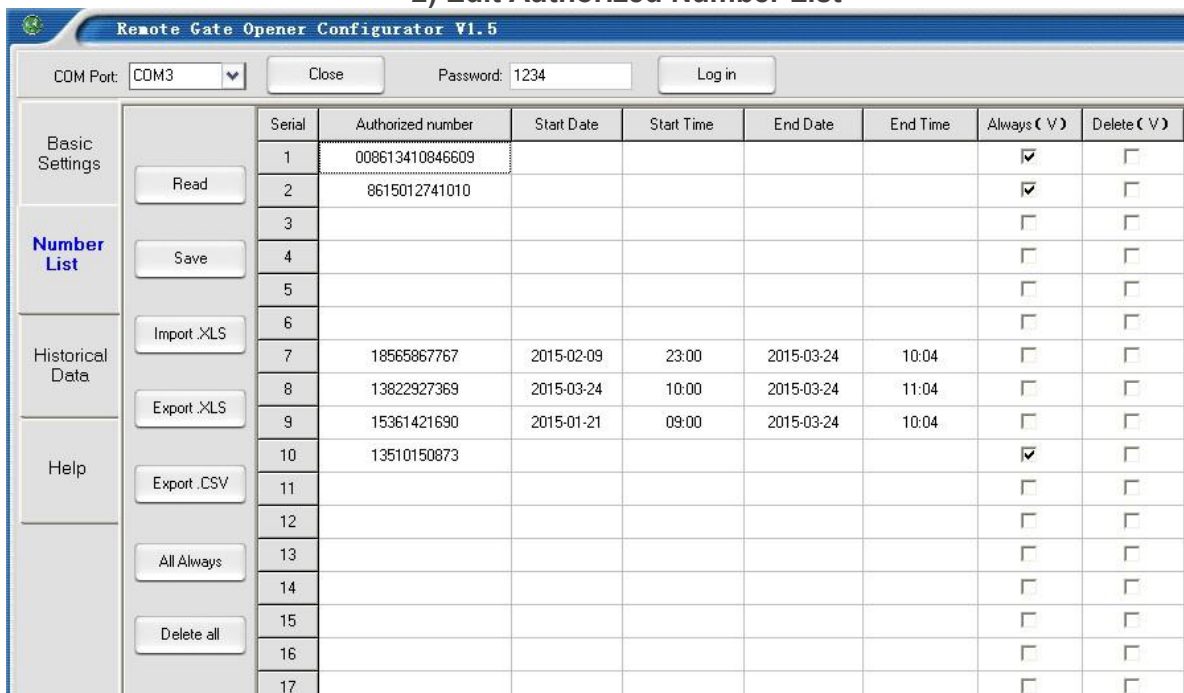 2) Edit Authorized Number List
Remote Gate Opener Configurator V1.5
COM Port: COM3 Close Password: 1234 Log in
Basic Settings
Number List
Historical Data
Help
Read
Save
Import .XLS
Export .XLS
Export .CSV
All Always
Delete all
Serial Authorized number Start Date Start Time End Date End Time Always( V ) Delete( V )
1 008613410846609
2 8615012741010
3
4
5
6
7 18565867767 2015-02-09 23:00 2015-03-24 10:04
8 13822927369 2015-03-24 10:00 2015-03-24 11:04
9 15361421690 2015-01-21 09:00 2015-03-24 10:04
10 13510150873
11
12
13
14
15
16
17